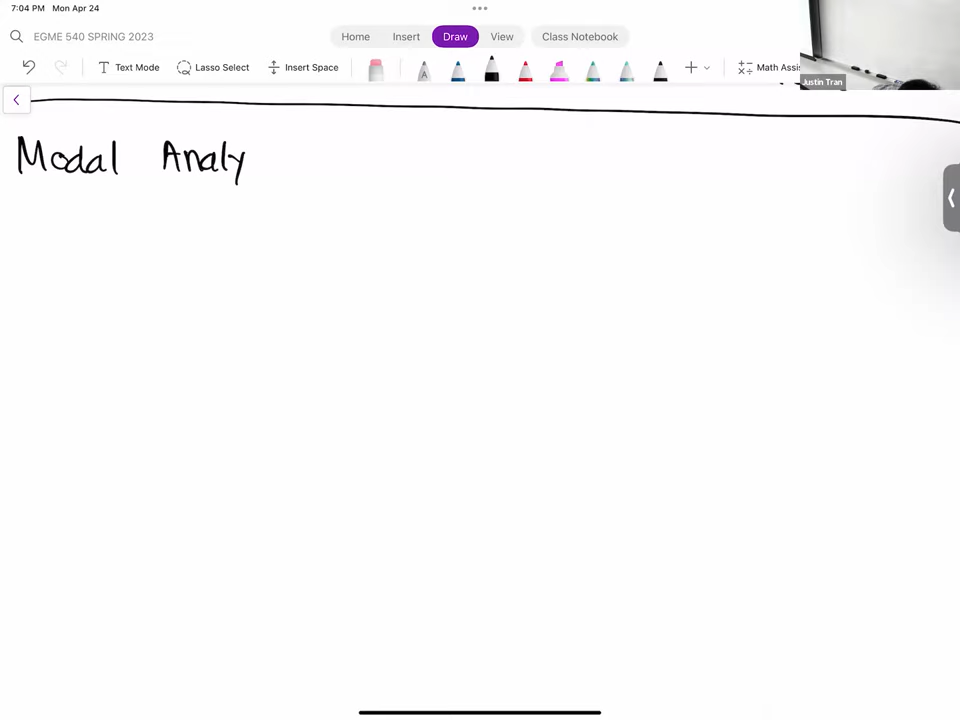 7:04 PM Mon Apr 24
EGME 540 SPRING 2023
Home Insert Draw View Class Notebook
Text Mode Lasso Select Insert Space Math Assis
Justin Tran
Modal Analy